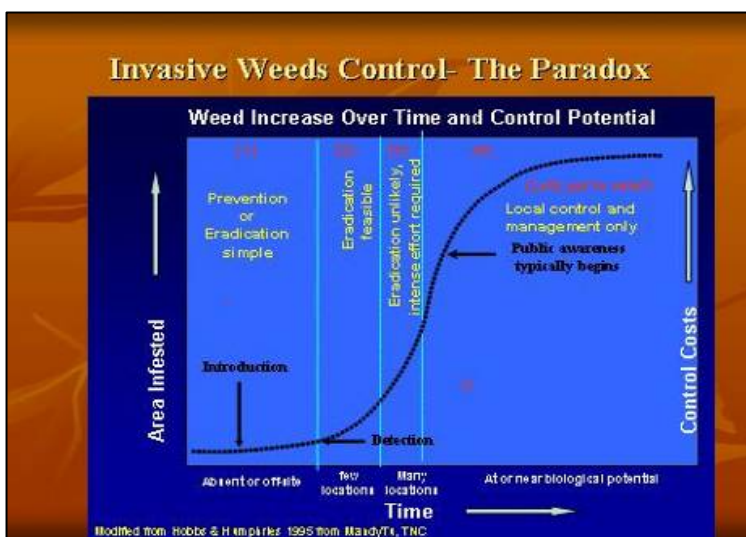 Invasive Weeds Control- The Paradox
Weed Increase Over Time and Control Potential
Prevention
or
Eradication
simple
Eradication
feasible
Eradication unlikely,
intense effort required
Local control and
management only
Public awareness
typically begins
Introduction
Detection
Area Infested
Control Costs
Absent or offsite
few
locations
Many
locations
At or near biological potential
Time
Modified from Hobbs & Humphries 1995 from
TNC